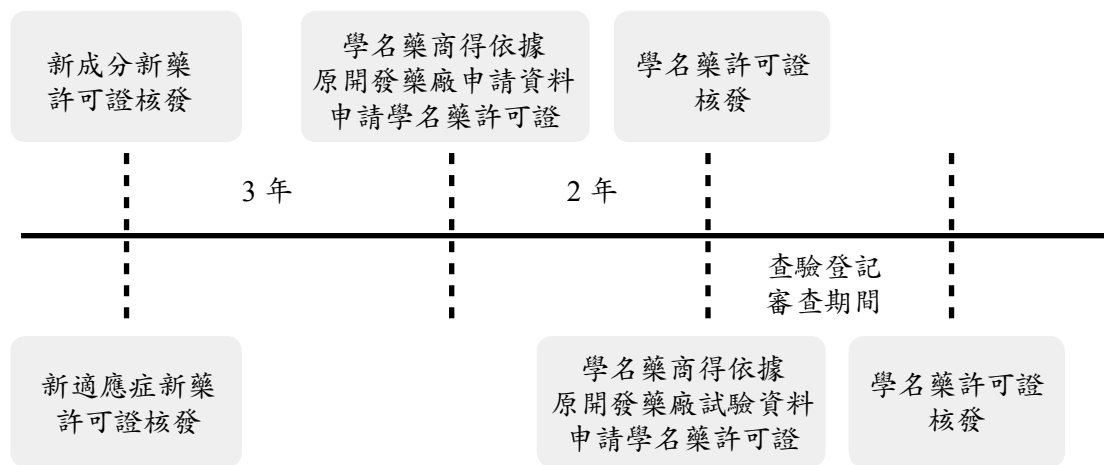 新成分新藥
許可證核發
學名藥商得依據
原開發藥廠申請資料
申請學名藥許可證
學名藥許可證
核發
3 年
2 年
查驗登記
審查期間
新適應症新藥
許可證核發
學名藥商得依據
原開發藥廠試驗資料
申請學名藥許可證
學名藥許可證
核發